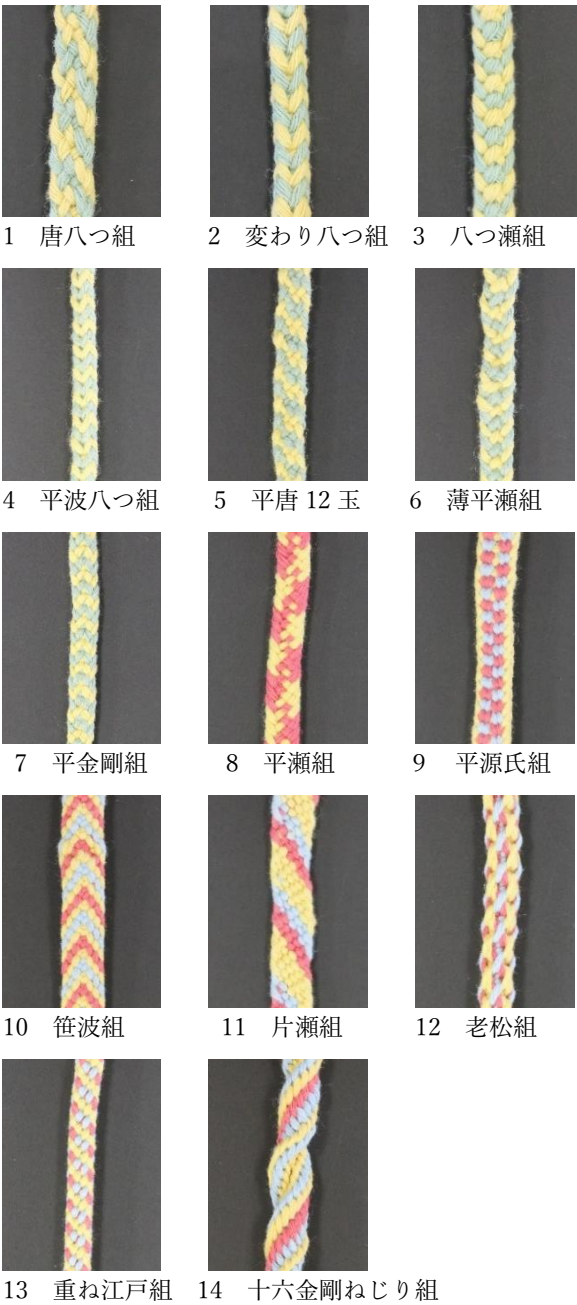 1 唐八つ組 2 変わり八つ組 3 八つ瀬組
4 平波八つ組 5 平唐 12 玉 6 薄平瀬組
7 平金剛組 8 平瀬組 9 平源氏組
10 笹波組 11 片瀬組 12 老松組
13 重ね江戸組 14 十六金剛ねじり組